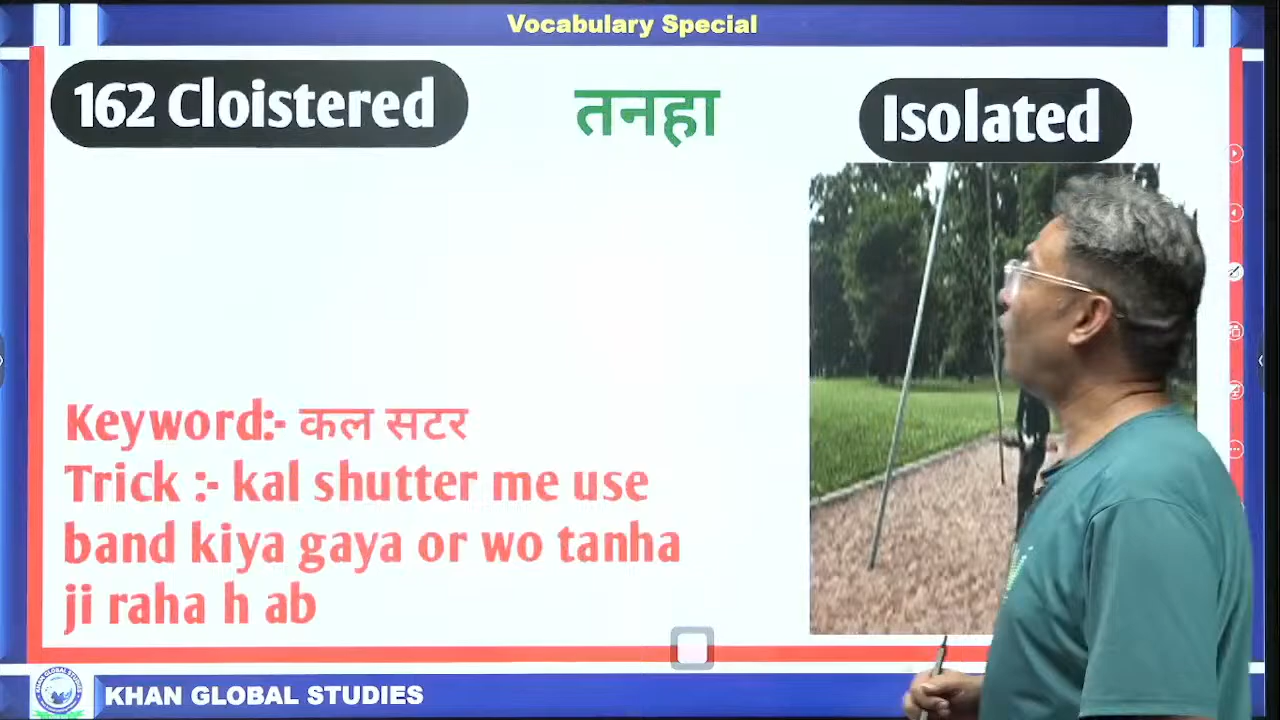 Vocabulary Special
162 Cloistered
तनहा
Isolated
Keyword:- कल सटर
Trick :- kal shutter me use
band kiya gaya or wo tanha
ji raha h ab
KHAN GLOBAL STUDIES